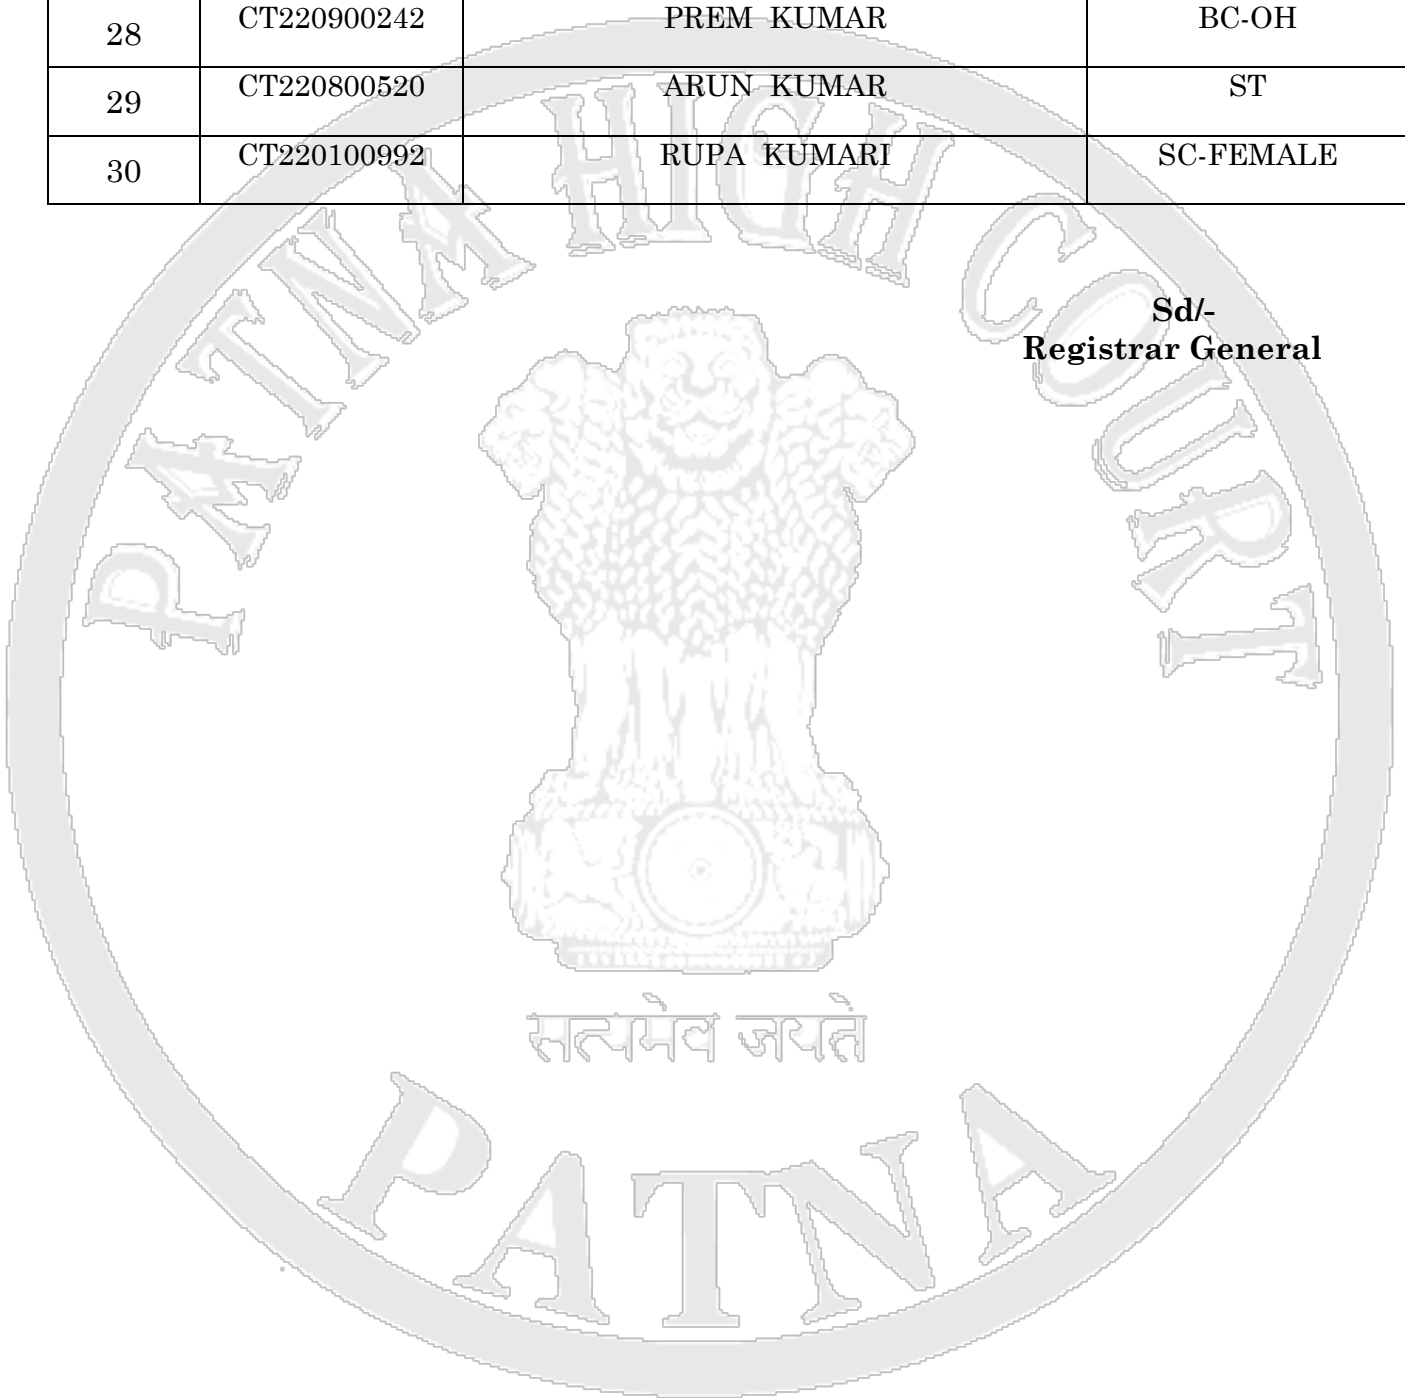 28 CT220900242 PREM KUMAR BC-OH
29 CT220800520 ARUN KUMAR ST
30 CT220100992 RUPA KUMARI SC-FEMALE
Sd/-
Registrar General
PATNA HIGH COURT
सत्यमेव जयते
PATNA